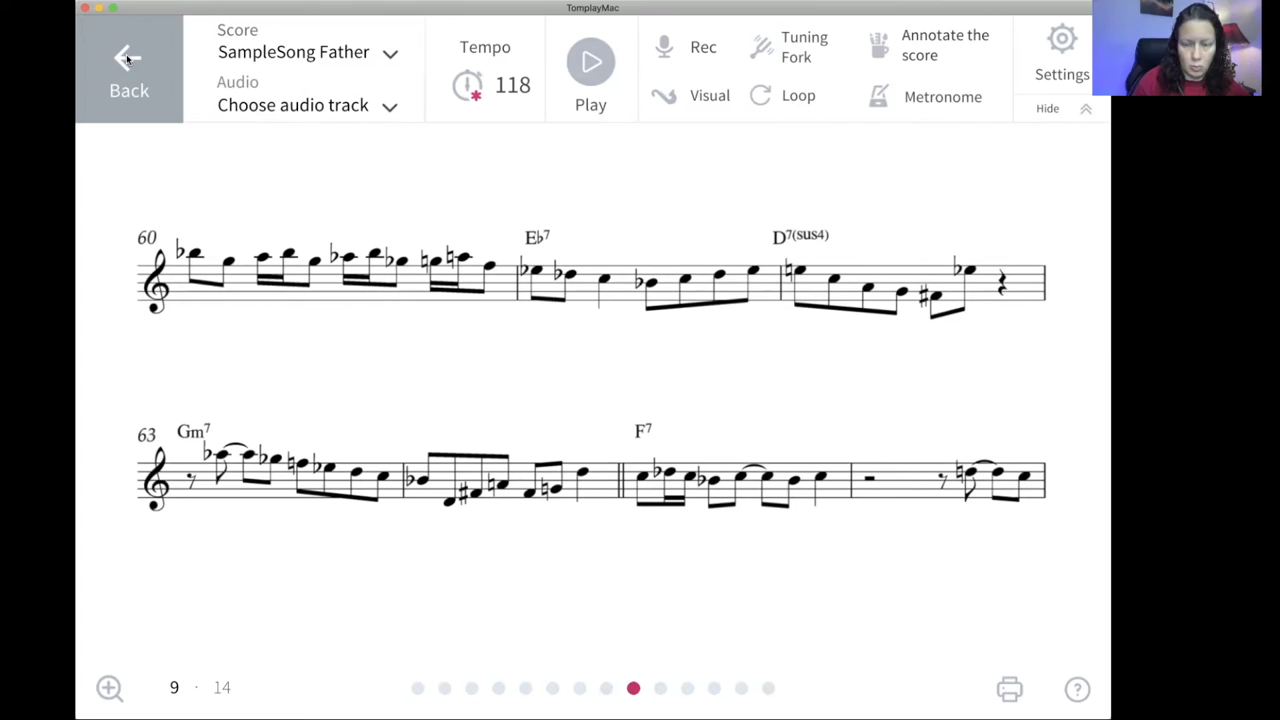 TomplayMac
Back
Score
SampleSong Father
Audio
Choose audio track
Tempo
118
Play
Rec
Visual
Tuning
Fork
Loop
Annotate the
score
Metronome
Settings
Hide
60
E♭7
D7(sus4)
63
Gm7
F7
9 · 14